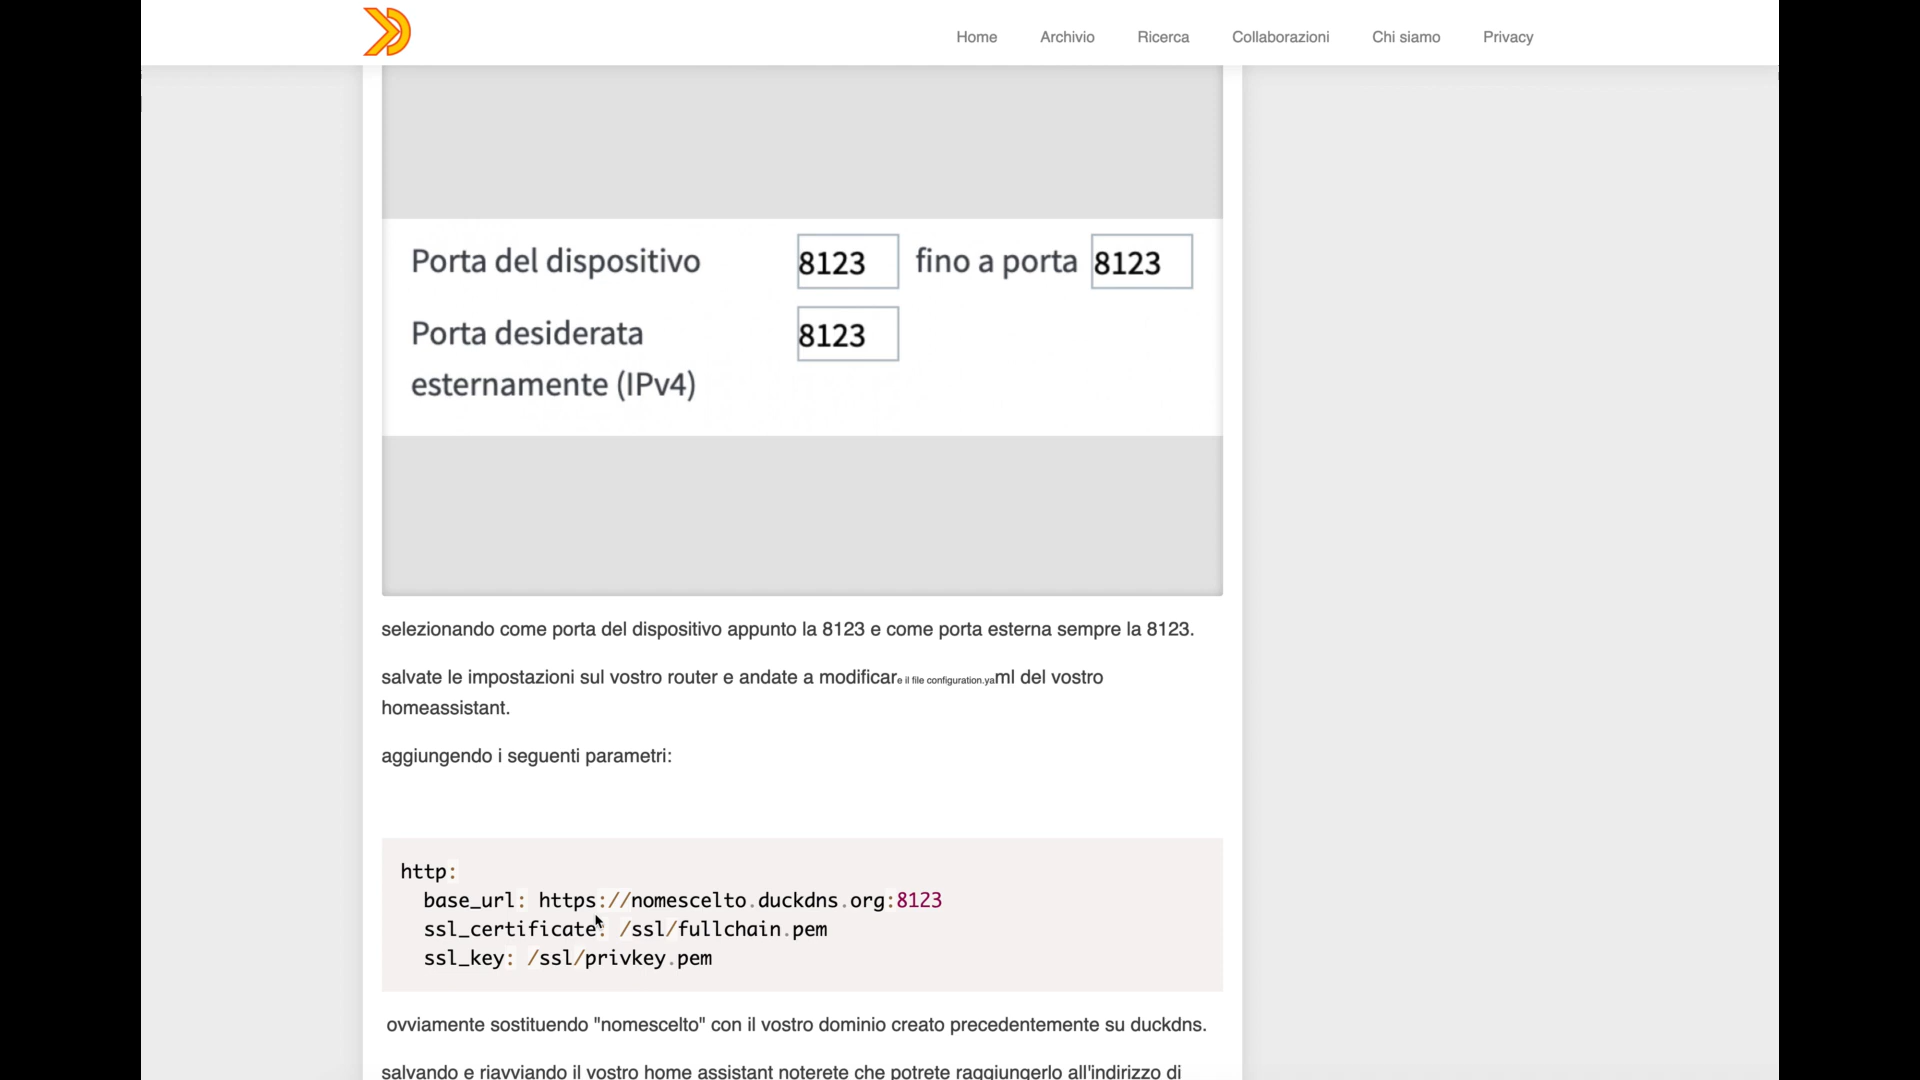 Home Archivio Ricerca Collaborazioni Chi siamo Privacy
Porta del dispositivo 8123 fino a porta 8123
Porta desiderata 8123
esternamente (IPv4)
selezionando come porta del dispositivo appunto la 8123 e come porta esterna sempre la 8123.
salvate le impostazioni sul vostro router e andate a modificare il file configuration.yaml del vostro
homeassistant.
aggiungendo i seguenti parametri:
http:
base_url: https://nomescelto.duckdns.org:8123
ssl_certificate: /ssl/fullchain.pem
ssl_key: /ssl/privkey.pem
ovviamente sostituendo "nomescelto" con il vostro dominio creato precedentemente su duckdns.
salvando e riavviando il vostro home assistant noterete che potrete raggiungerlo all'indirizzo di